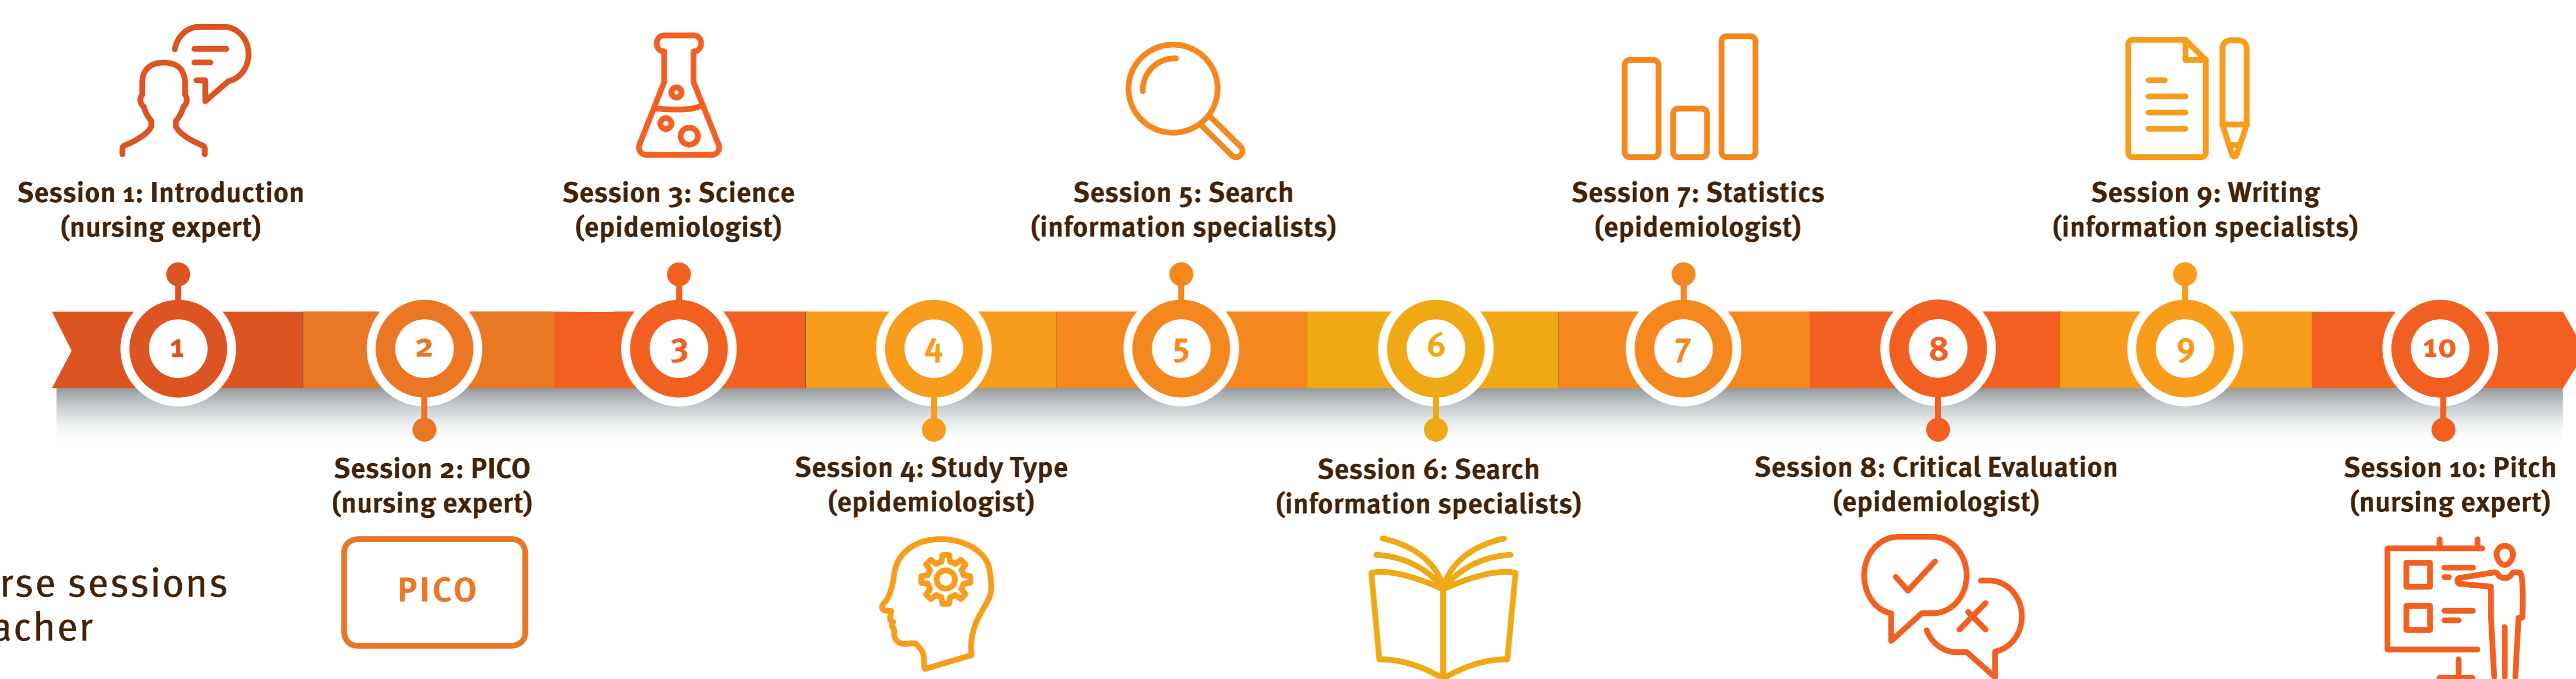 Session 1: Introduction
(nursing expert)
Session 3: Science
(epidemiologist)
Session 5: Search
(information specialists)
Session 7: Statistics
(epidemiologist)
Session 9: Writing
(information specialists)
1
2
3
4
5
6
7
8
9
10
Session 2: PICO
(nursing expert)
Session 4: Study Type
(epidemiologist)
Session 6: Search
(information specialists)
Session 8: Critical Evaluation
(epidemiologist)
Session 10: Pitch
(nursing expert)
PICO
sessions